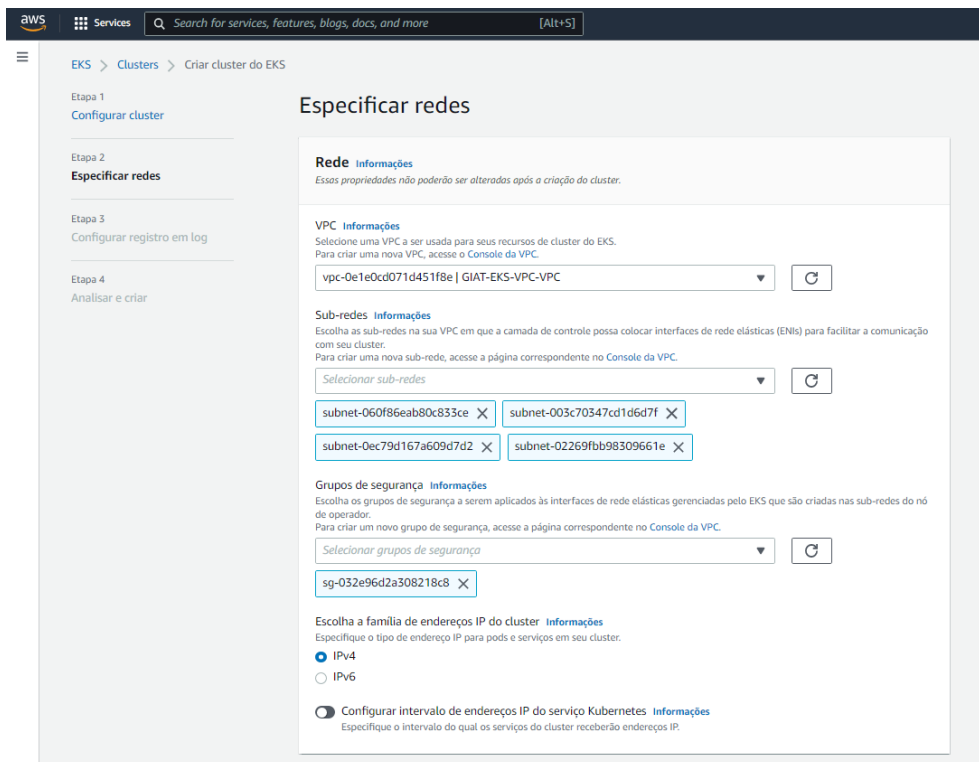 aws Services Search for services, features, blogs, docs, and more [Alt+S]
EKS > Clusters > Criar cluster do EKS
Etapa 1
Configurar cluster
Etapa 2
Especificar redes
Etapa 3
Configurar registro em log
Etapa 4
Analisar e criar
Especificar redes
Rede Informações
Essas propriedades não poderão ser alteradas após a criação do cluster.
VPC Informações
Selecione uma VPC a ser usada para seus recursos de cluster do EKS.
Para criar uma nova VPC, acesse o Console da VPC.
vpc-0e1e0cd071d451f8e | GIAT-EKS-VPC-VPC
Sub-redes Informações
Escolha as sub-redes na sua VPC em que a camada de controle possa colocar interfaces de rede elásticas (ENIs) para facilitar a comunicação
com seu cluster.
Para criar uma nova sub-rede, acesse a página correspondente no Console da VPC.
Selecionar sub-redes
subnet-060f86eab80c833ce subnet-003c70347cd1d6d7f
subnet-0ec79d167a609d7d2 subnet-02269fbb98309661e
Grupos de segurança Informações
Escolha os grupos de segurança a serem aplicados às interfaces de rede elásticas gerenciadas pelo EKS que são criadas nas sub-redes do nó
de operador.
Para criar um novo grupo de segurança, acesse a página correspondente no Console da VPC.
Selecionar grupos de segurança
sg-032e96d2a308218c8
Escolha a família de endereços IP do cluster Informações
Especifique o tipo de endereço IP para pods e serviços em seu cluster.
IPv4
IPv6
Configurar intervalo de endereços IP do serviço Kubernetes Informações
Especifique o intervalo do qual os serviços do cluster receberão endereços IP.